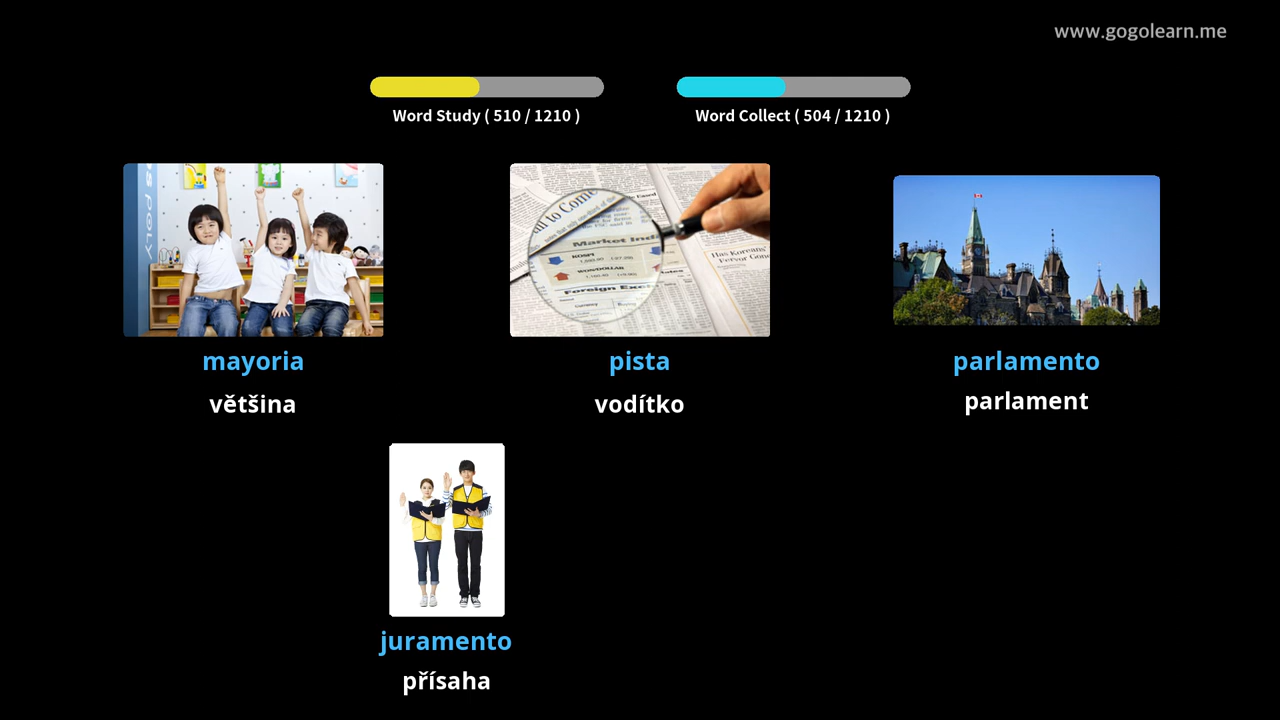 www.gogolearn.me
Word Study ( 510 / 1210 )
Word Collect ( 504 / 1210 )
mayoria
většina
pista
vodítko
parlamento
parlament
juramento
přísaha